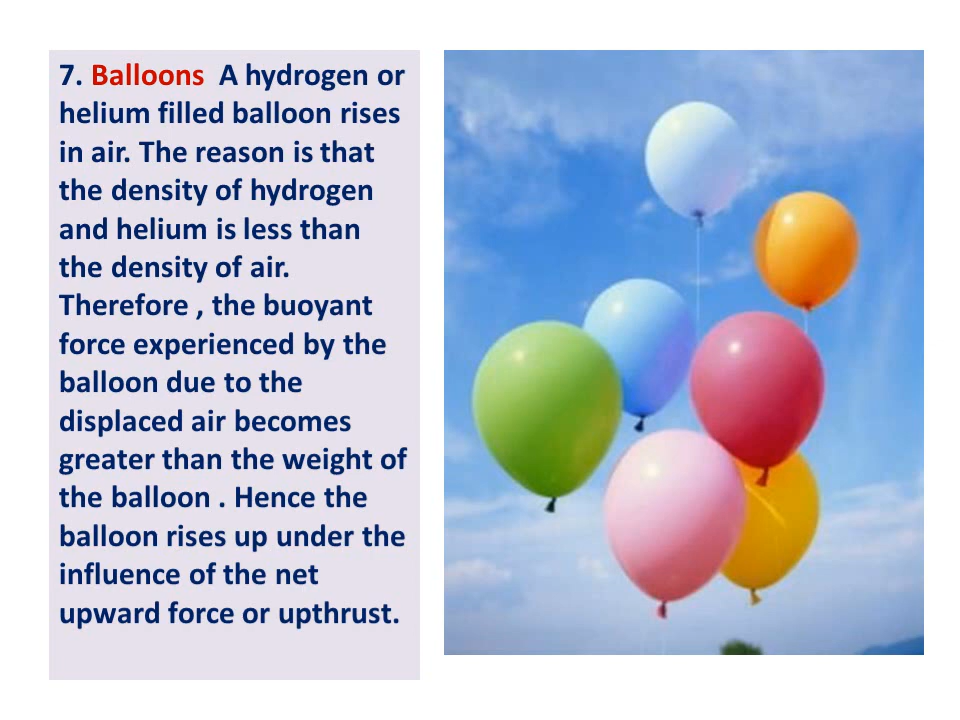 7. Balloons  A hydrogen or
helium filled balloon rises
in air. The reason is that
the density of hydrogen
and helium is less than
the density of air.
Therefore , the buoyant
force experienced by the
balloon due to the
displaced air becomes
greater than the weight of
the balloon . Hence the
balloon rises up under the
influence of the net
upward force or upthrust.